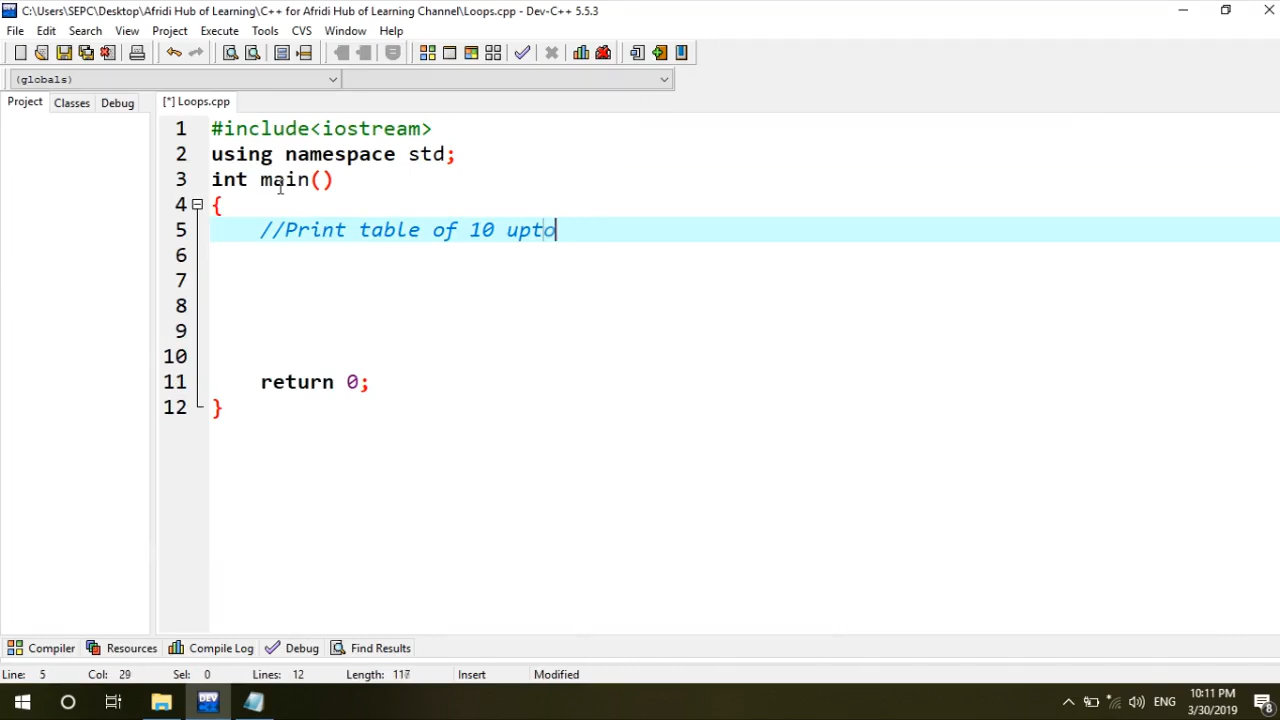 C:\Users\SEPC\Desktop\Afridi Hub of Learning\C++ for Afridi Hub of Learning Channel\Loops.cpp - Dev-C++ 5.5.3
File Edit Search View Project Execute Tools CVS Window Help
(globals)
Project Classes Debug [*] Loops.cpp
1 #include<iostream>
2 using namespace std;
3 int main()
4 {
5 //Print table of 10 upto
6
7
8
9
10
11 return 0;
12 }
Compiler Resources Compile Log Debug Find Results
Line: 5 Col: 29 Sel: 0 Lines: 12 Length: 117 Insert Modified
DEV ENG 10:11 PM
3/30/2019 8